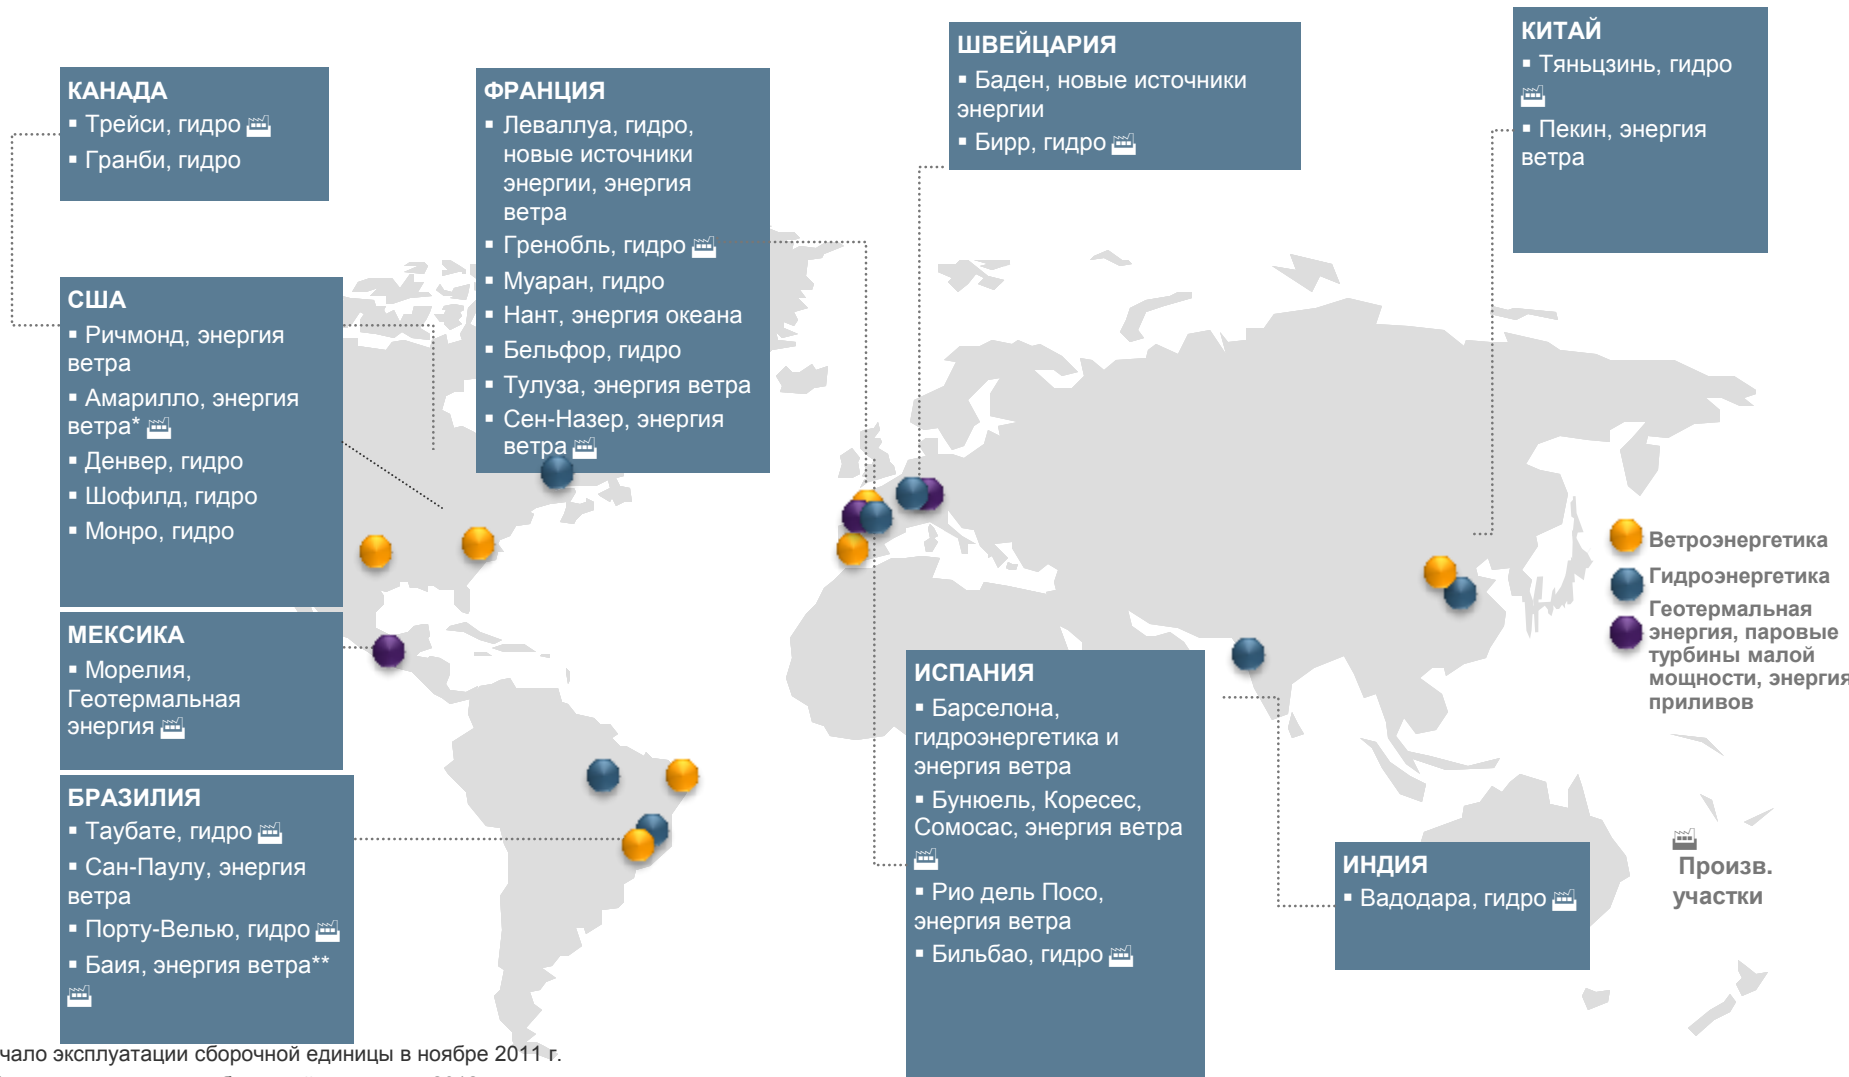 КАНАДА
▪ Трейси, гидро
▪ Гранби, гидро
США
▪ Ричмонд, энергия
ветра
▪ Амарилло, энергия
ветра*
▪ Денвер, гидро
▪ Шофилд, гидро
▪ Монро, гидро
МЕКСИКА
▪ Морелия,
Геотермальная
энергия
БРАЗИЛИЯ
▪ Таубате, гидро
▪ Сан-Паулу, энергия
ветра
▪ Порту-Велью, гидро
▪ Баия, энергия ветра**
ФРАНЦИЯ
▪ Леваллуа, гидро,
новые источники
энергии, энергия
ветра
▪ Гренобль, гидро
▪ Муаран, гидро
▪ Нант, энергия океана
▪ Бельфор, гидро
▪ Тулуза, энергия ветра
▪ Сен-Назер, энергия
ветра
ШВЕЙЦАРИЯ
▪ Баден, новые источники
энергии
▪ Бирр, гидро
КИТАЙ
▪ Тяньцзинь, гидро
▪ Пекин, энергия
ветра
ИСПАНИЯ
▪ Барселона,
гидроэнергетика и
энергия ветра
▪ Бунюель, Коресес,
Сомосас, энергия ветра
▪ Рио дель Посо,
энергия ветра
▪ Бильбао, гидро
ИНДИЯ
▪ Вадодара, гидро
Ветроэнергетика
Гидроэнергетика
Геотермальная
энергия, паровые
турбины малой
мощности, энергия
приливов
Произв.
участки
чало эксплуатации сборочной единицы в ноябре 2011 г.